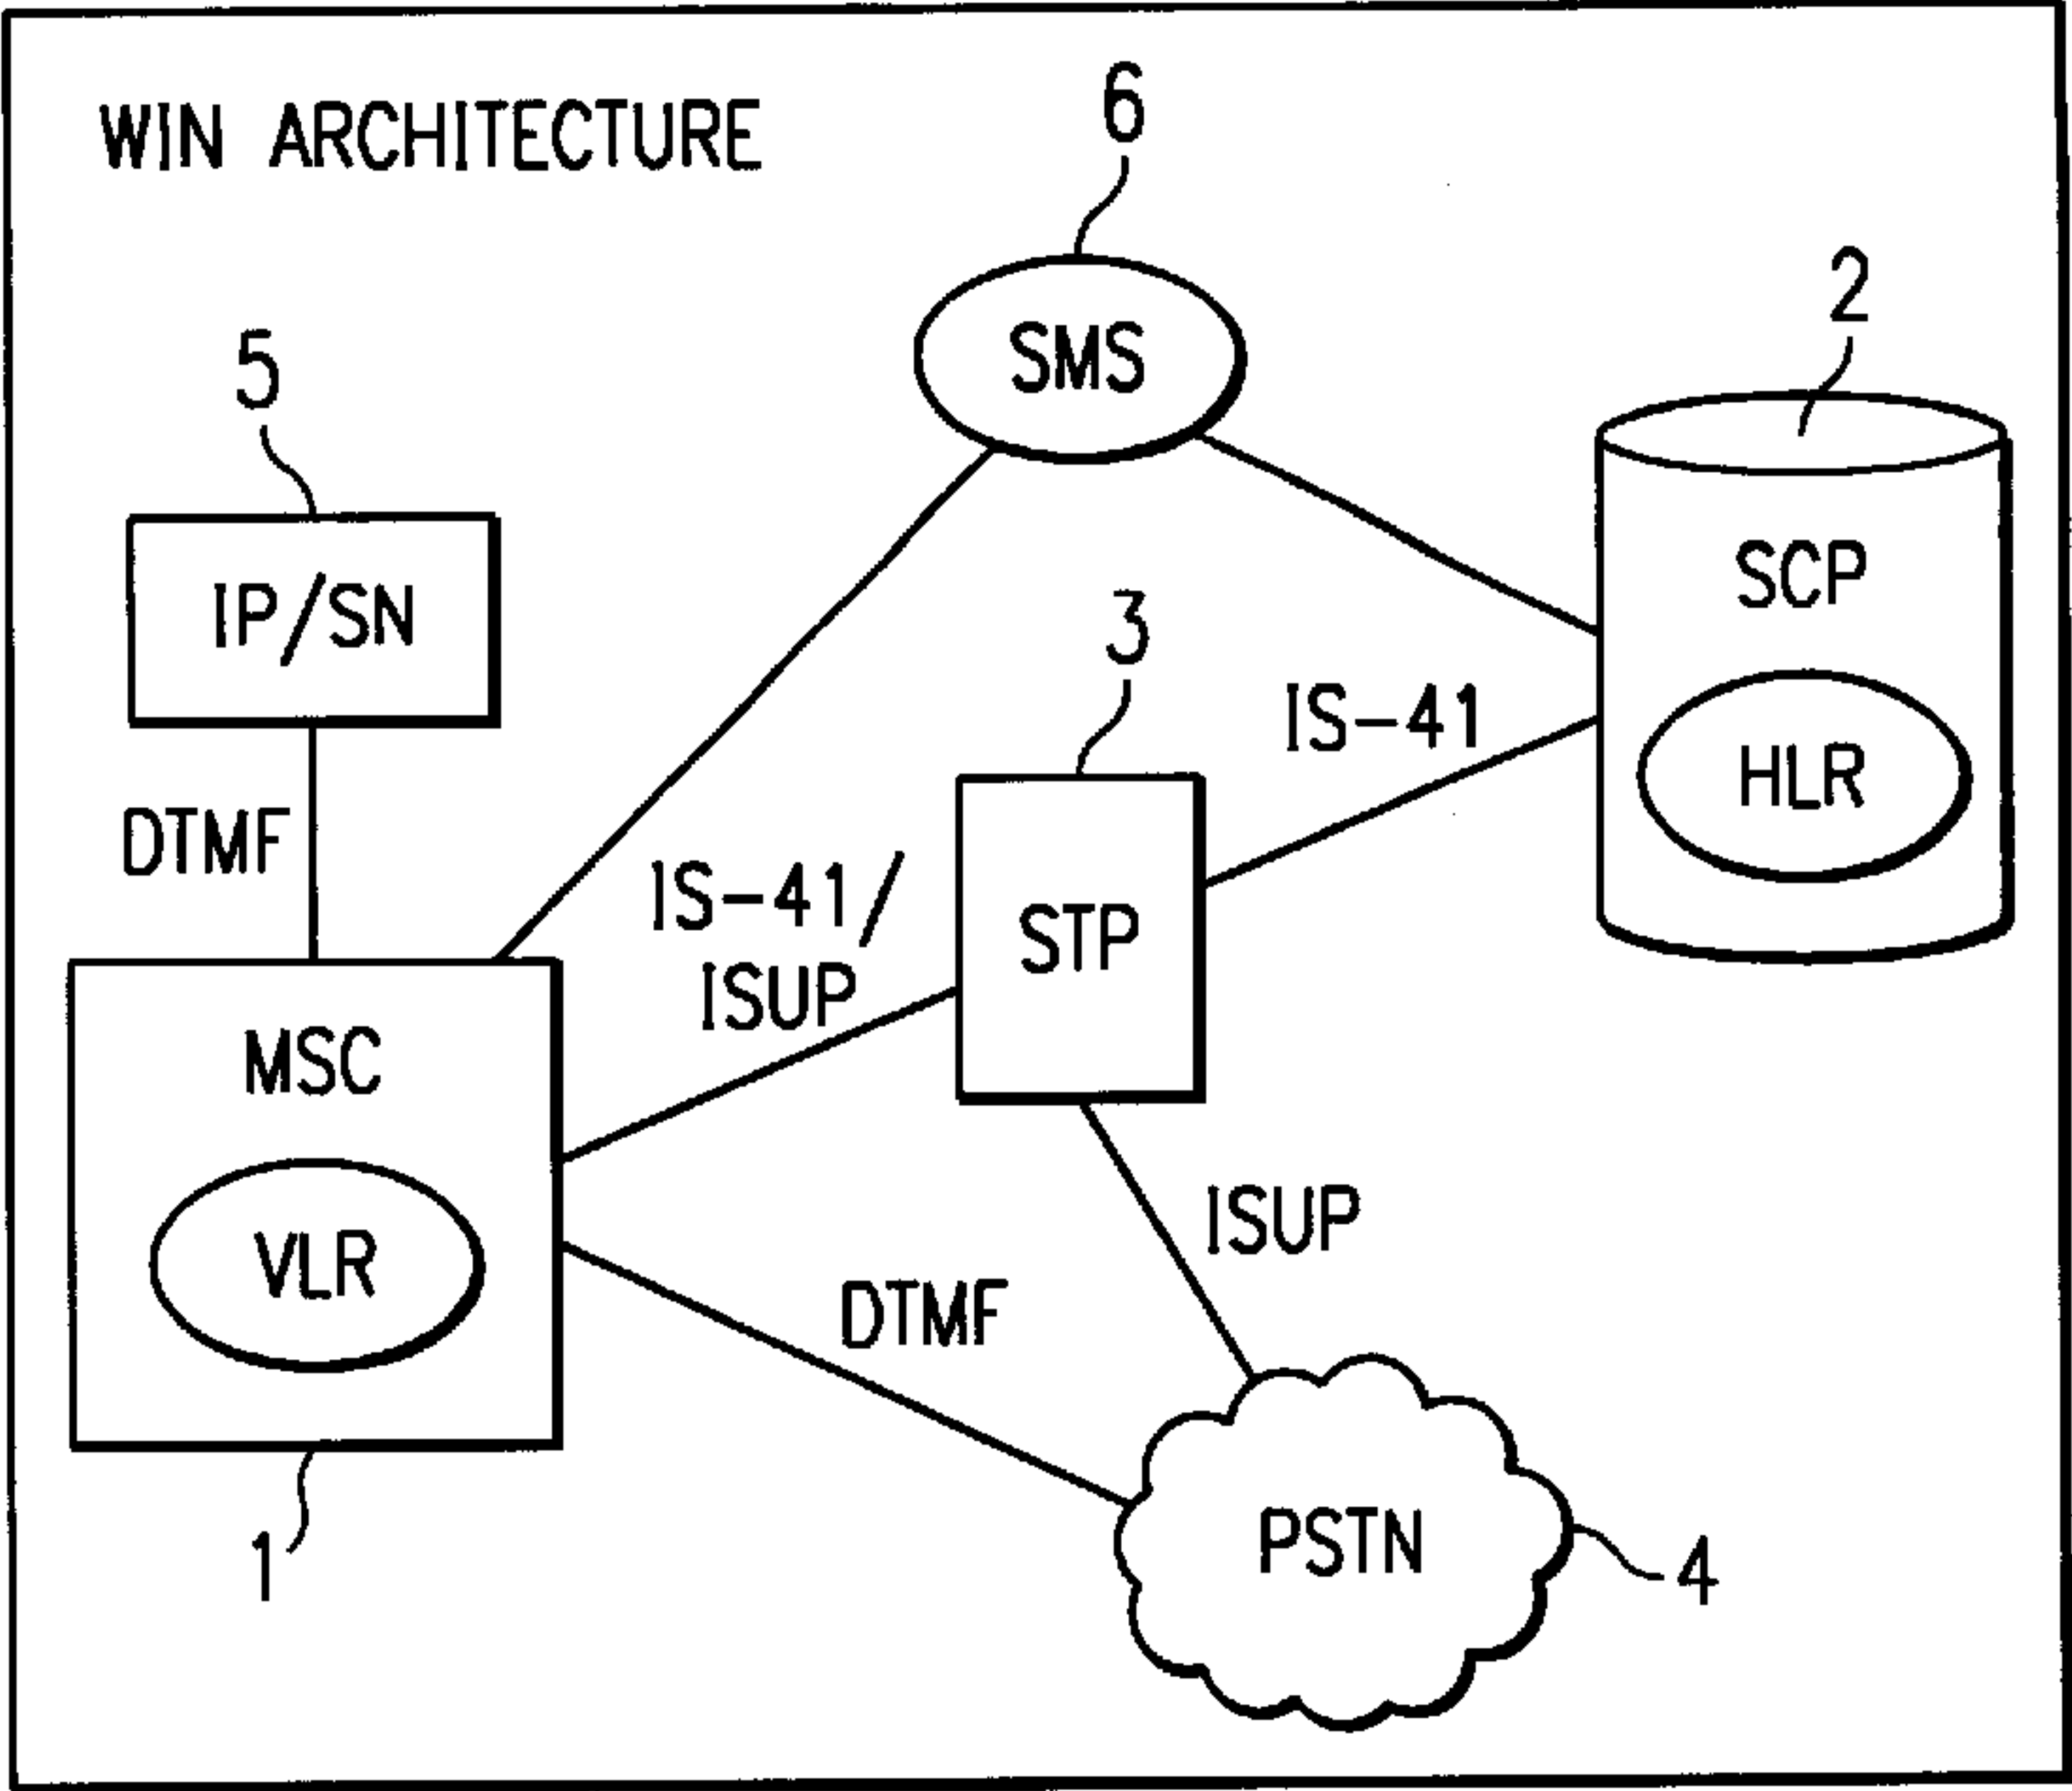 WIN ARCHITECTURE
6
2
5
SMS
IP/SN
SCP
3
IS-41
HLR
DTMF
IS-41/
ISUP
STP
MSC
VLR
ISUP
DTMF
PSTN
1
4